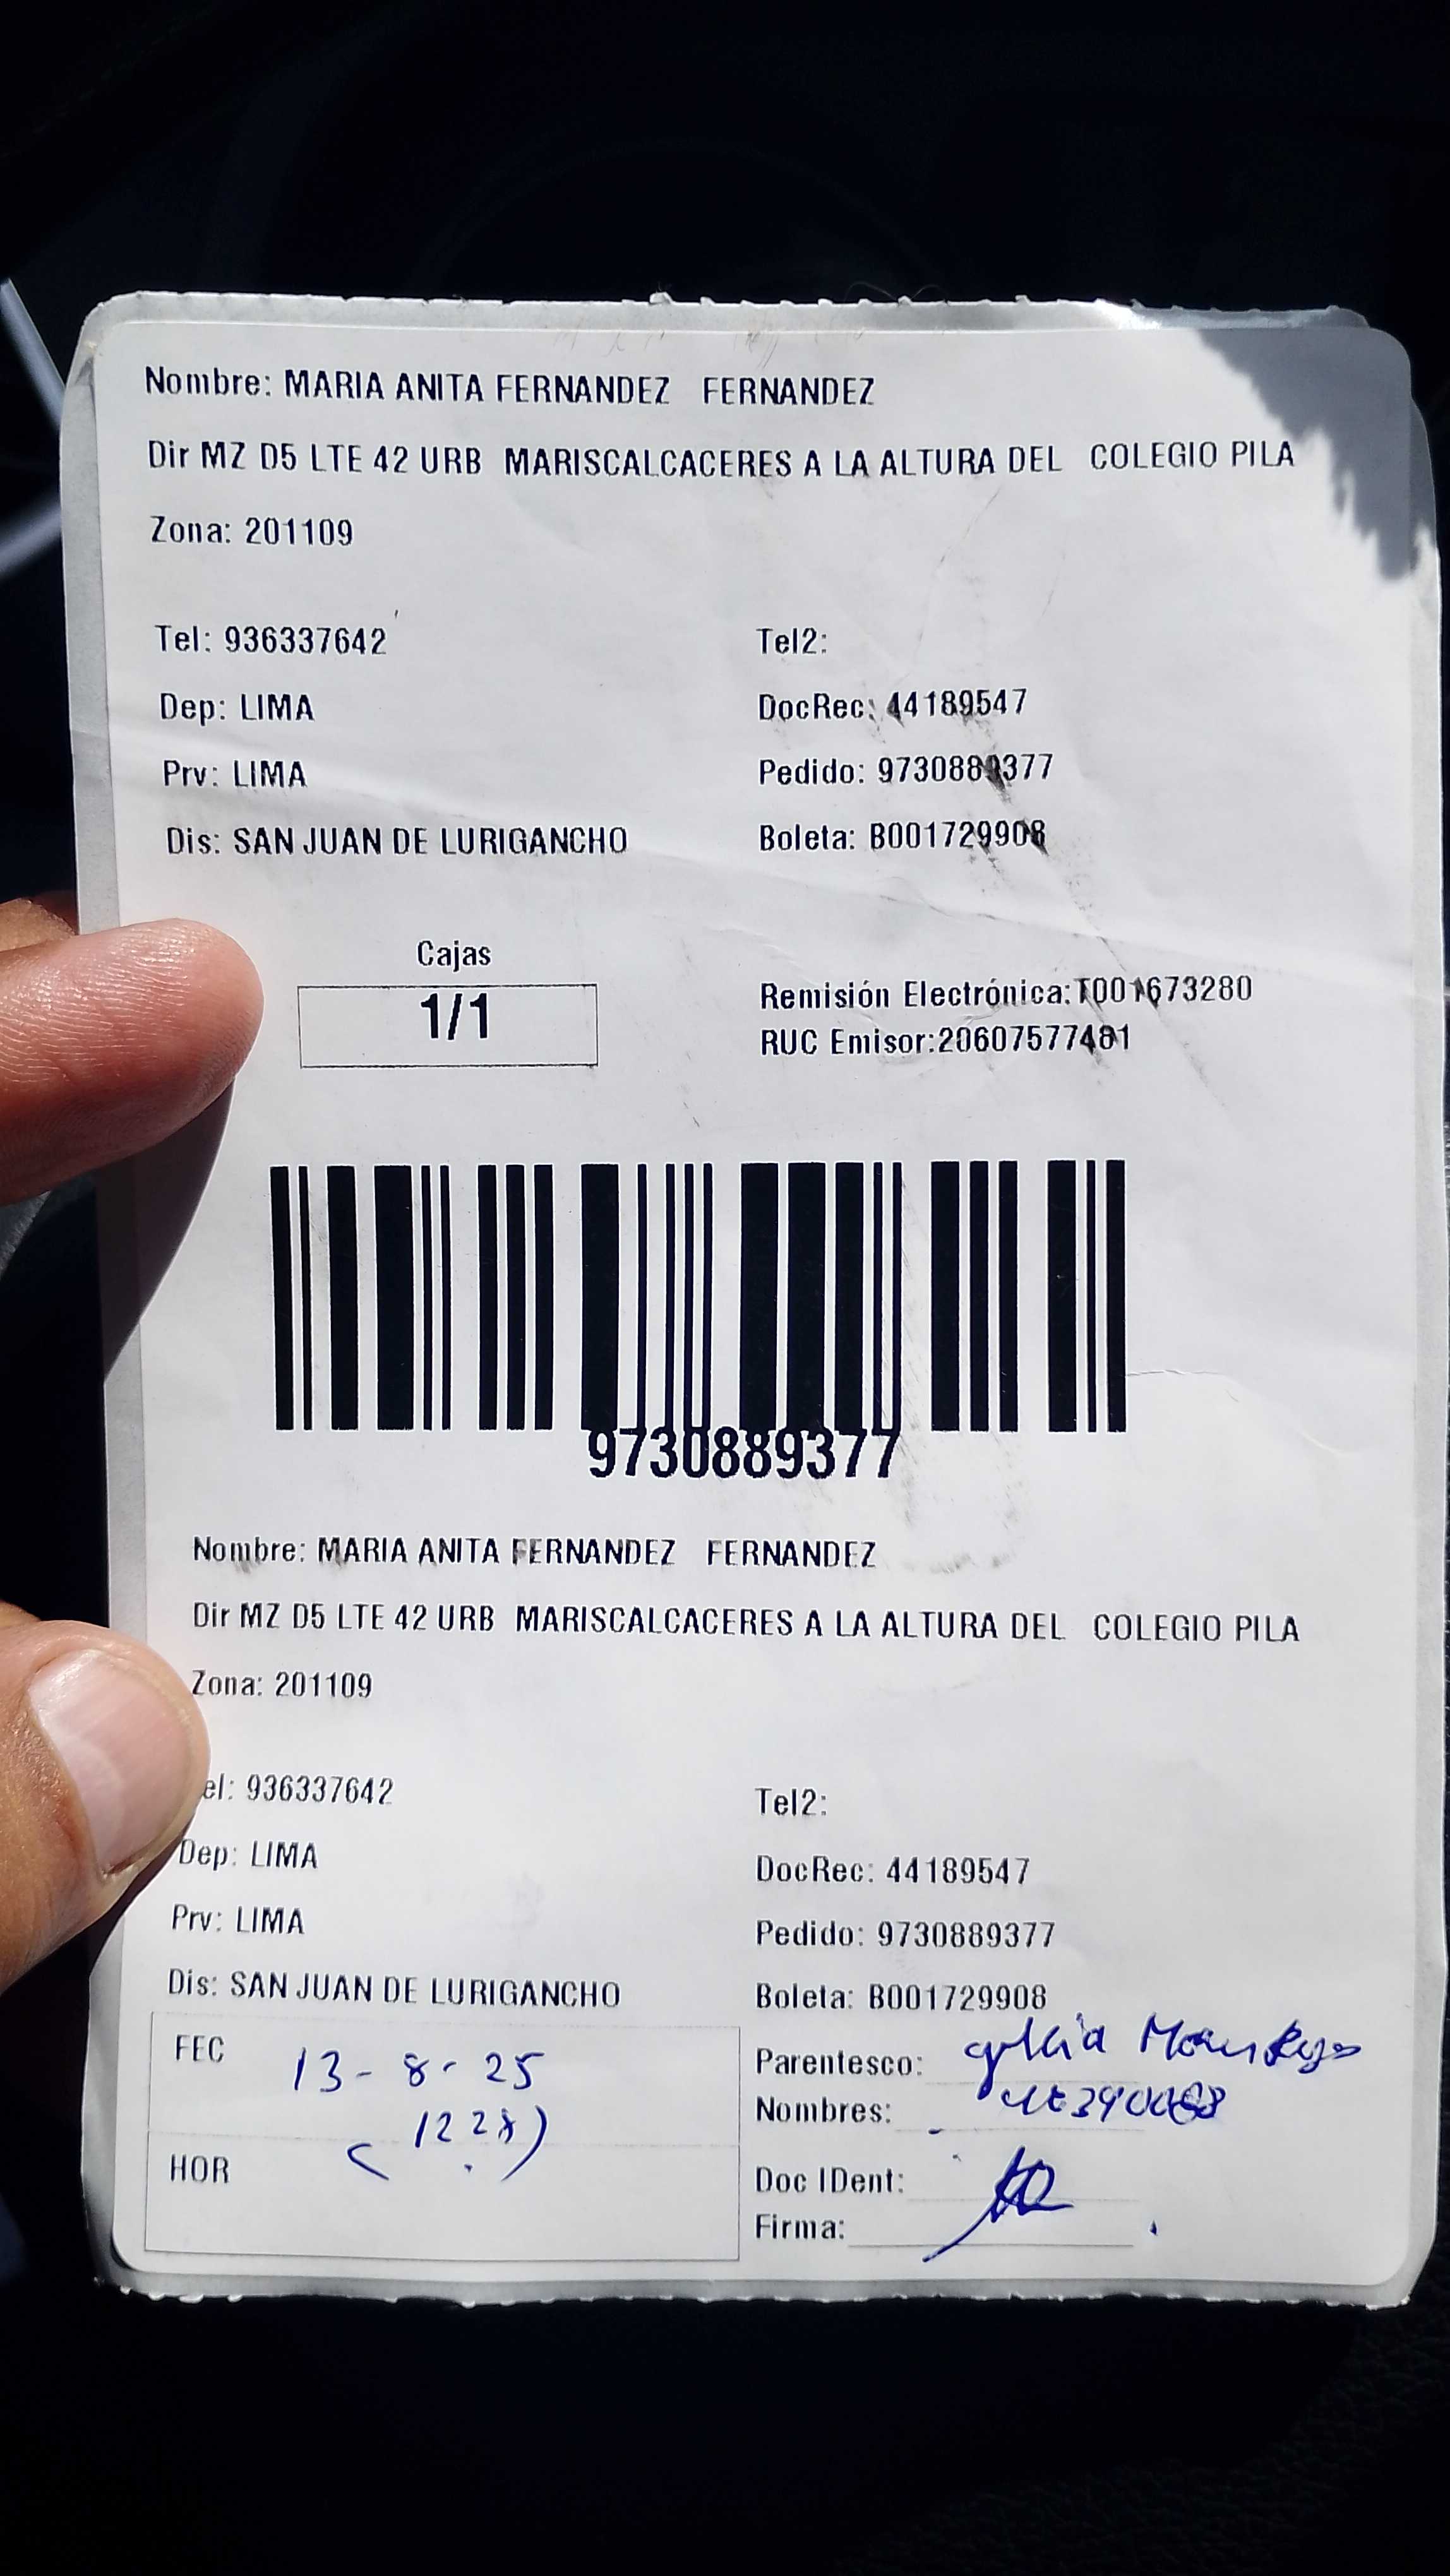 Nombre: MARIA ANITA FERNANDEZ FERNANDEZ
Dir MZ D5 LTE 42 URB MARISCALCACERES A LA ALTURA DEL COLEGIO PILA
Zona: 201109
Tel: 936337642 Tel2:
Dep: LIMA DocRec: 44189547
Prv: LIMA Pedido: 9730889377
Dis: SAN JUAN DE LURIGANCHO Boleta: B001729908
Cajas
1/1
Remisión Electrónica:T001673280
RUC Emisor:20607577481
9730889377
Nombre: MARIA ANITA FERNANDEZ FERNANDEZ
Dir MZ D5 LTE 42 URB MARISCALCACERES A LA ALTURA DEL COLEGIO PILA
Zona: 201109
el: 936337642 Tel2:
Dep: LIMA DocRec: 44189547
Prv: LIMA Pedido: 9730889377
Dis: SAN JUAN DE LURIGANCHO Boleta: B001729908
FEC 13-8-25
HOR
Parentesco:
Nombres:
Doc IDent:
Firma: